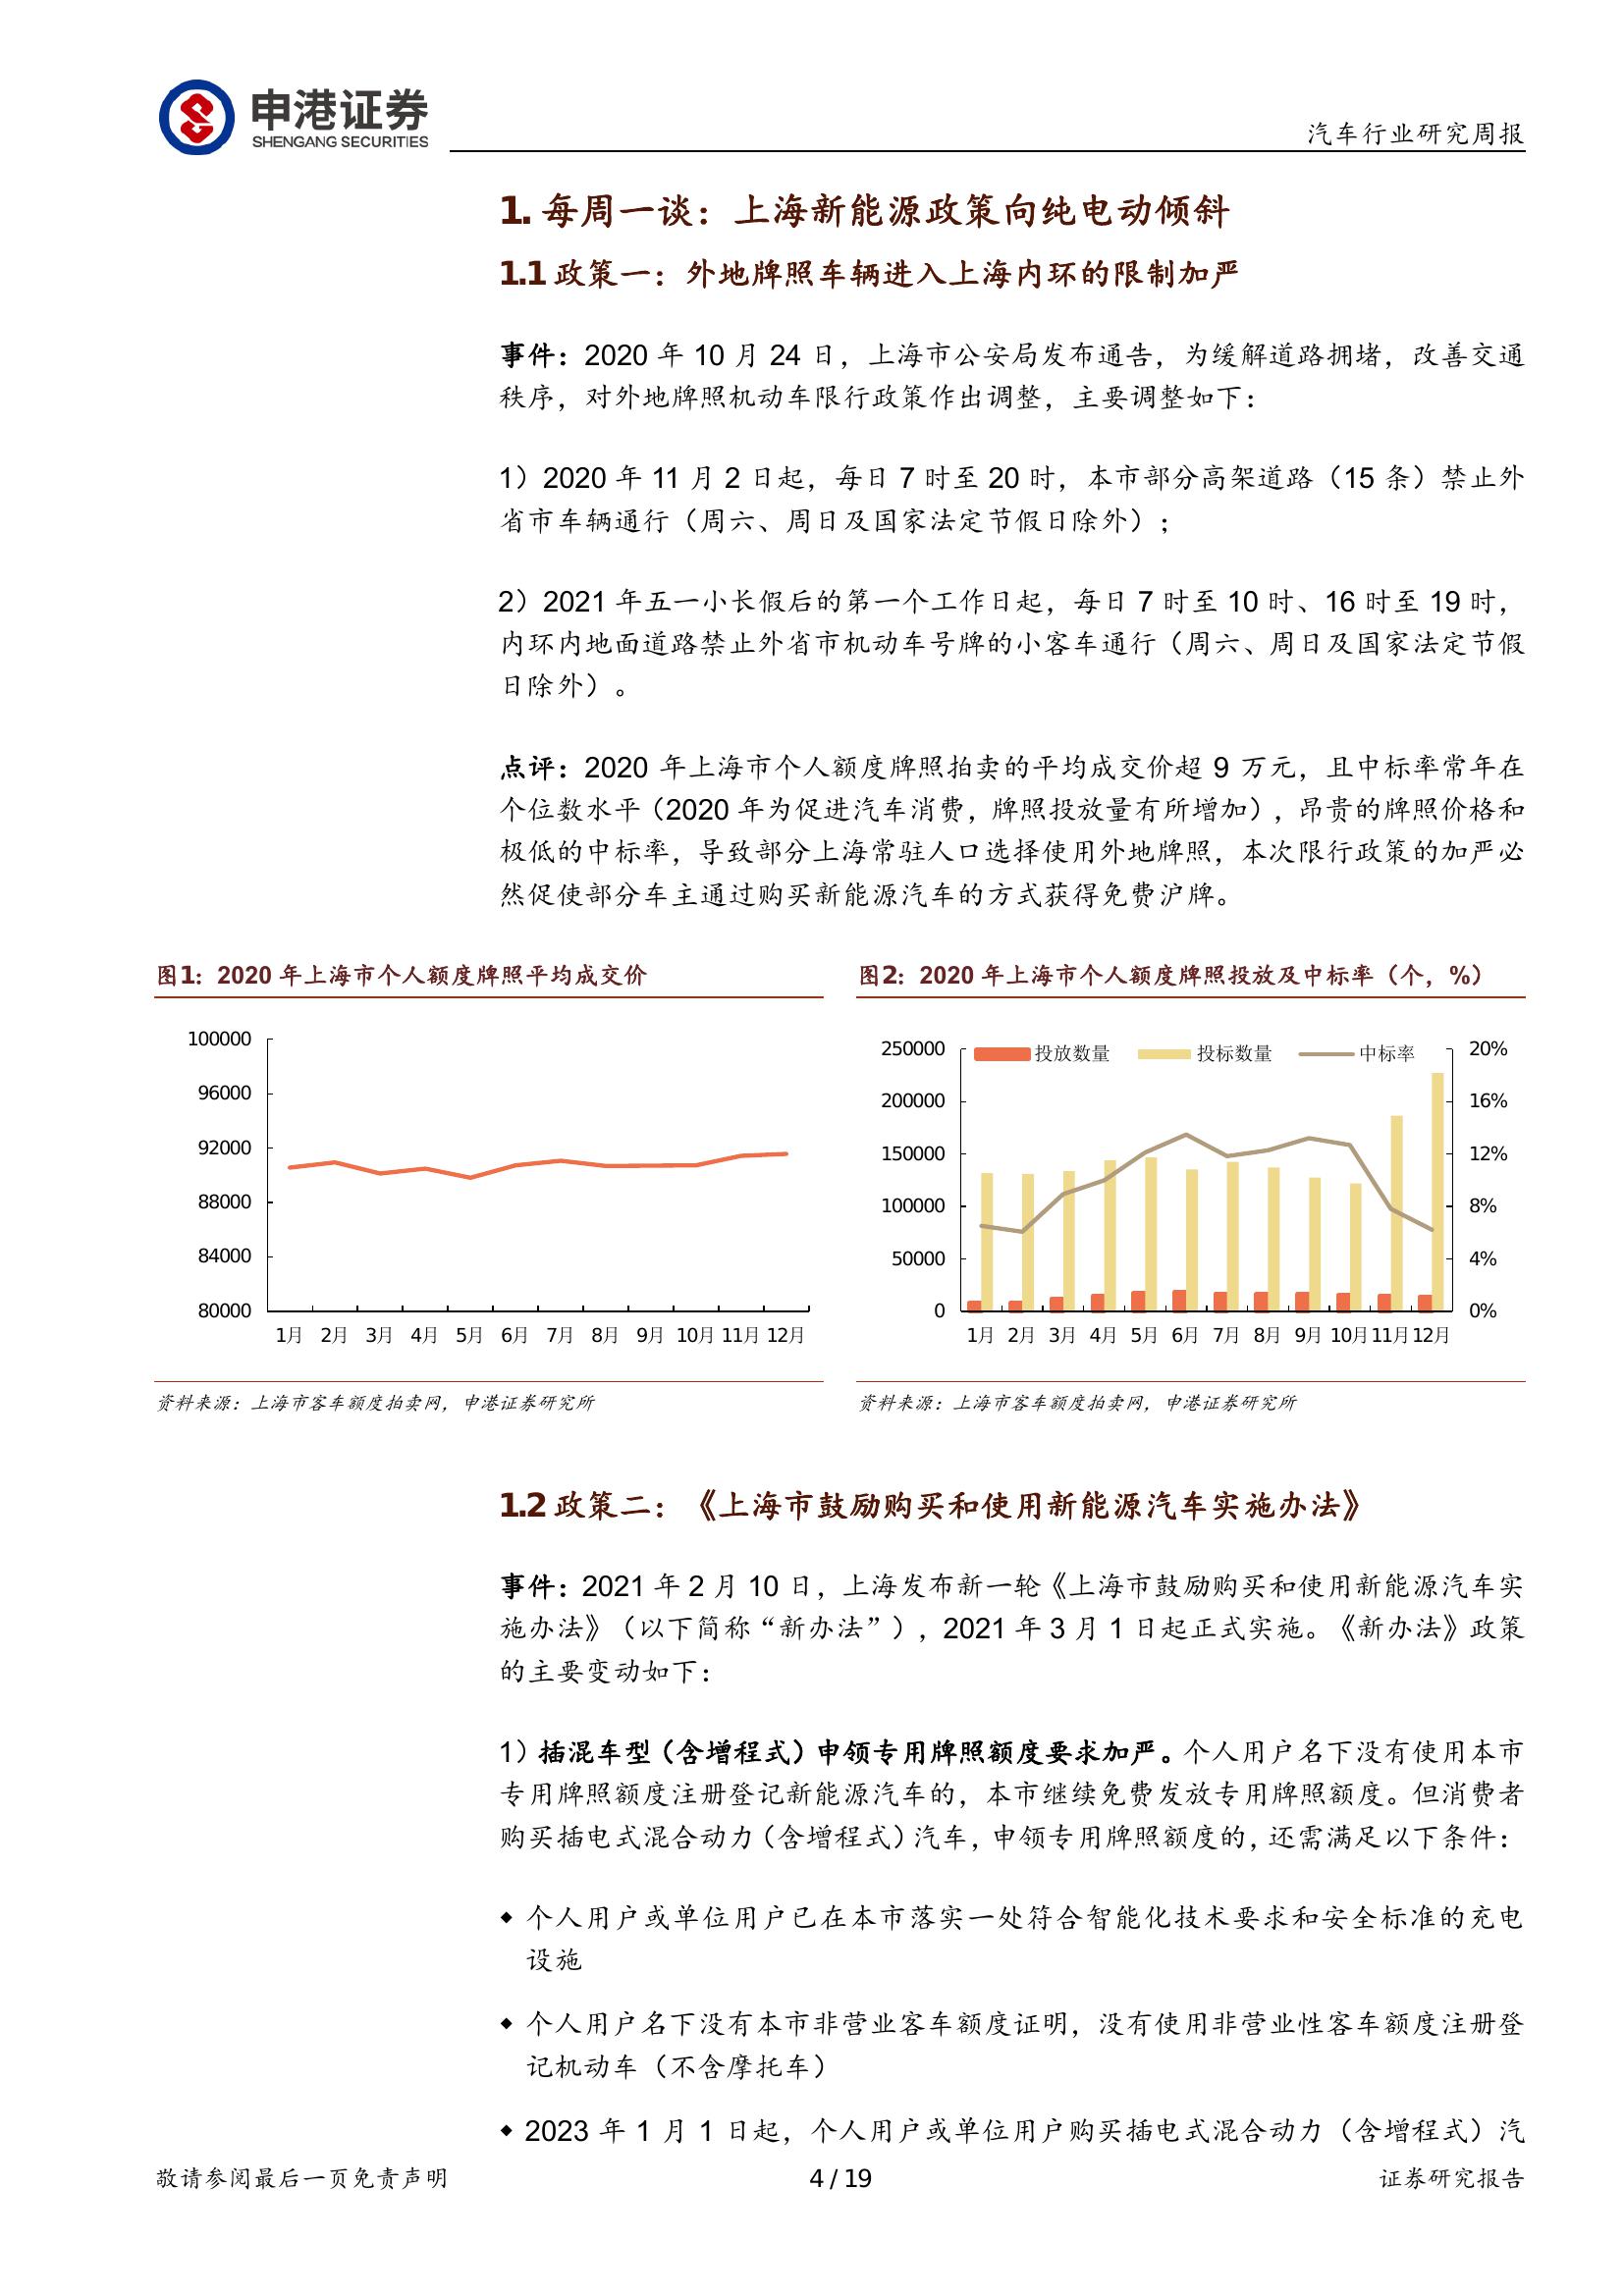 申港证券
SHENGANG SECURITIES
汽车行业研究周报
1. 每周一谈：上海新能源政策向纯电动倾斜
1.1 政策一：外地牌照车辆进入上海内环的限制加严
事件：2020 年 10 月 24 日，上海市公安局发布通告，为缓解道路拥堵，改善交通
秩序，对外地牌照机动车限行政策作出调整，主要调整如下：
1）2020 年 11 月 2 日起，每日 7 时至 20 时，本市部分高架道路（15 条）禁止外
省市车辆通行（周六、周日及国家法定节假日除外）；
2）2021 年五一小长假后的第一个工作日起，每日 7 时至 10 时、16 时至 19 时，
内环内地面道路禁止外省市机动车号牌的小客车通行（周六、周日及国家法定节假
日除外）。
点评：2020 年上海市个人额度牌照拍卖的平均成交价超 9 万元，且中标率常年在
个位数水平（2020 年为促进汽车消费，牌照投放量有所增加），昂贵的牌照价格和
极低的中标率，导致部分上海常驻人口选择使用外地牌照，本次限行政策的加严必
然促使部分车主通过购买新能源汽车的方式获得免费沪牌。
图1：2020 年上海市个人额度牌照平均成交价
100000
96000
92000
88000
84000
80000
1月 2月 3月 4月 5月 6月 7月 8月 9月 10月 11月 12月
资料来源：上海市客车额度拍卖网，申港证券研究所
图2：2020 年上海市个人额度牌照投放及中标率（个，%）
投放数量 投标数量 中标率
250000 20%
200000 16%
150000 12%
100000 8%
50000 4%
0 0%
1月 2月 3月 4月 5月 6月 7月 8月 9月 10月 11月 12月
资料来源：上海市客车额度拍卖网，申港证券研究所
1.2 政策二：《上海市鼓励购买和使用新能源汽车实施办法》
事件：2021 年 2 月 10 日，上海发布新一轮《上海市鼓励购买和使用新能源汽车实
施办法》（以下简称“新办法”），2021 年 3 月 1 日起正式实施。《新办法》政策
的主要变动如下：
1）插混车型（含增程式）申领专用牌照额度要求加严。个人用户名下没有使用本市
专用牌照额度注册登记新能源汽车的，本市继续免费发放专用牌照额度。但消费者
购买插电式混合动力（含增程式）汽车，申领专用牌照额度的，还需满足以下条件：
◆ 个人用户或单位用户已在本市落实一处符合智能化技术要求和安全标准的充电
设施
◆ 个人用户名下没有本市非营业客车额度证明，没有使用非营业性客车额度注册登
记机动车（不含摩托车）
◆ 2023 年 1 月 1 日起，个人用户或单位用户购买插电式混合动力（含增程式）汽
敬请参阅最后一页免责声明
4 / 19
证券研究报告